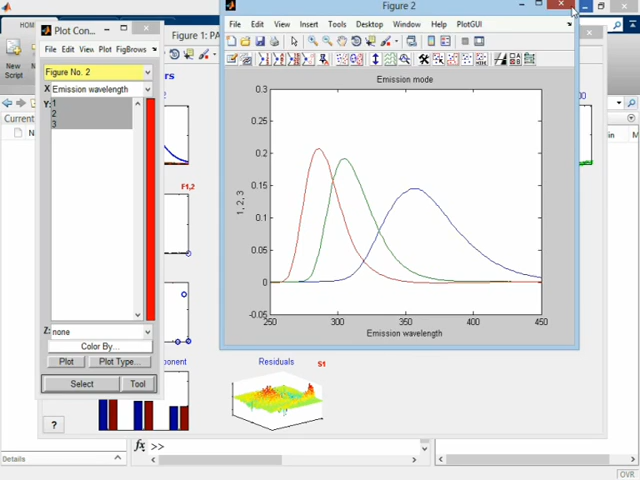 Figure 2
File Edit View Insert Tools Desktop Window Help PlotGUI
Emission mode
0.3
0.25
0.2
0.15
0.1
0.05
0
-0.05
250 300 350 400 450
Emission wavelength
1, 2, 3
Plot Con...
File Edit View Plot FigBrows
Figure No. 2
X: Emission wavelength
Y: 1
2
3
Z: none
Color By...
Plot Plot Type...
Select Tool
?
Figure 1: PA
F1,2
Residuals
S1
HOM
New
Script
Current
N
Details
fx >>
OVR